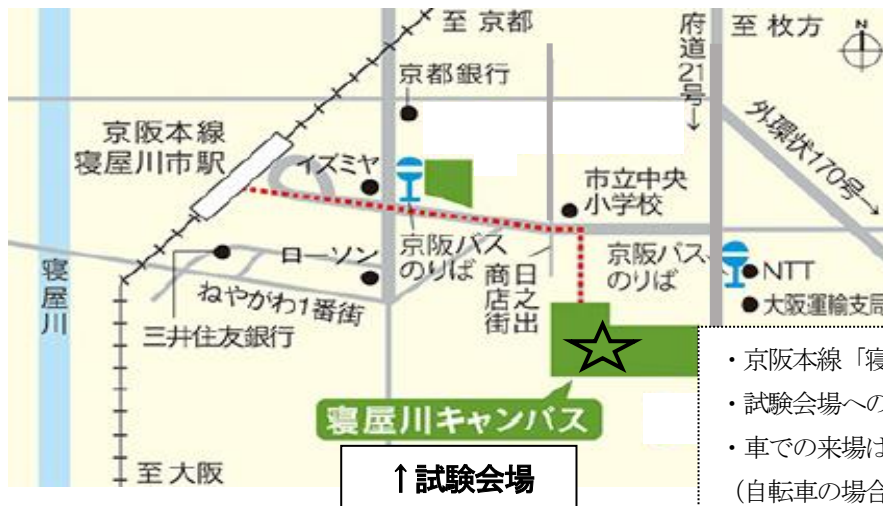 至 京都
府道21号→
至 枚方
N
京都銀行
外環状170号→
京阪本線
寝屋川市駅
イズミヤ
市立中央
小学校
京阪バス
のりば
日之出
商店街
京阪バス
のりば
NTT
大阪運輸支局
ローソン
ねやがわ1番街
寝屋川
三井住友銀行
寝屋川キャンパス
至 大阪
↑試験会場
・京阪本線「寝
・試験会場への
・車での来場は
(自転車の場合